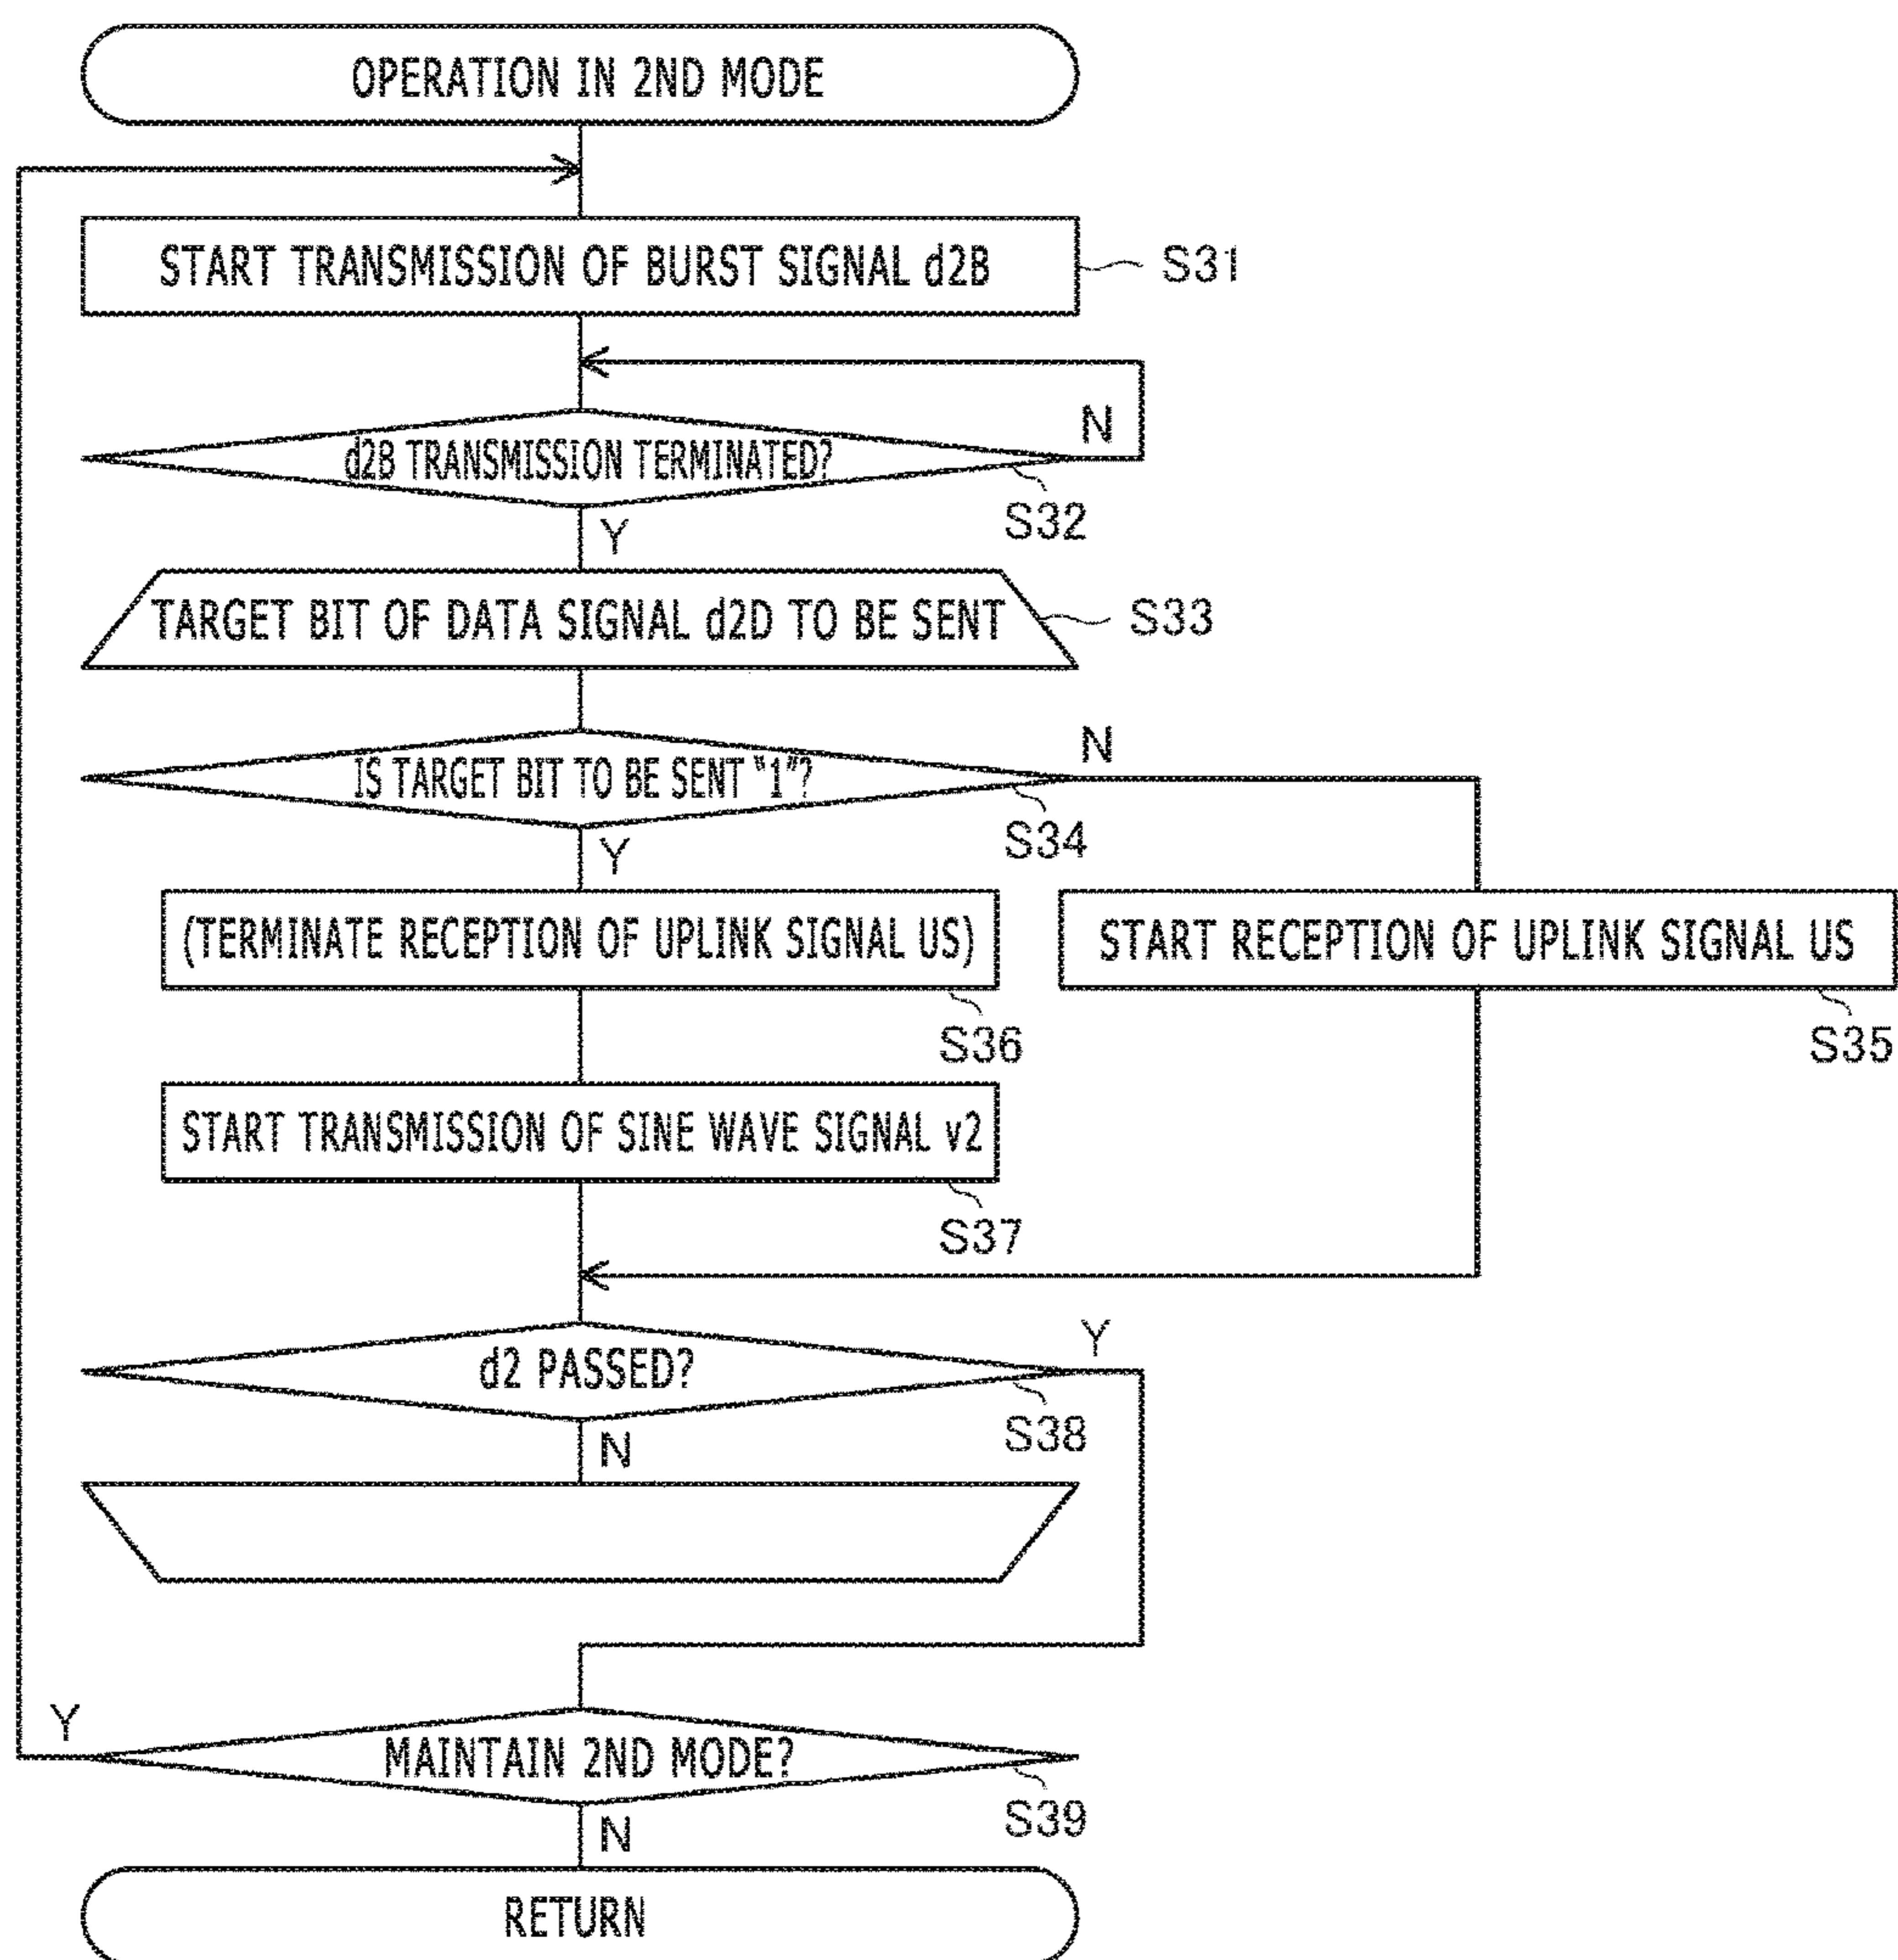 OPERATION IN 2ND MODE
START TRANSMISSION OF BURST SIGNAL d2B
S31
N
d2B TRANSMISSION TERMINATED?
S32
Y
TARGET BIT OF DATA SIGNAL d2D TO BE SENT
S33
N
IS TARGET BIT TO BE SENT "1"?
S34
Y
(TERMINATE RECEPTION OF UPLINK SIGNAL US)
START RECEPTION OF UPLINK SIGNAL US
S36
S35
START TRANSMISSION OF SINE WAVE SIGNAL v2
S37
Y
d2 PASSED?
S38
N
Y
MAINTAIN 2ND MODE?
S39
N
RETURN